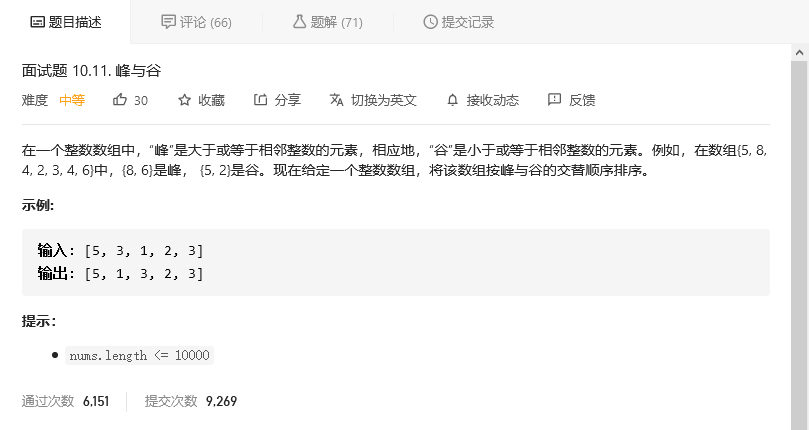 题目描述 评论 (66) 题解 (71) 提交记录
面试题 10.11. 峰与谷
难度 中等 30 收藏 分享 切换为英文 接收动态 反馈
在一个整数数组中，“峰”是大于或等于相邻整数的元素，相应地，“谷”是小于或等于相邻整数的元素。例如，在数组{5, 8,
4, 2, 3, 4, 6}中，{8, 6}是峰， {5, 2}是谷。现在给定一个整数数组，将该数组按峰与谷的交替顺序排序。
示例:
输入: [5, 3, 1, 2, 3]
输出: [5, 1, 3, 2, 3]
提示：
nums.length <= 10000
通过次数 6,151 提交次数 9,269